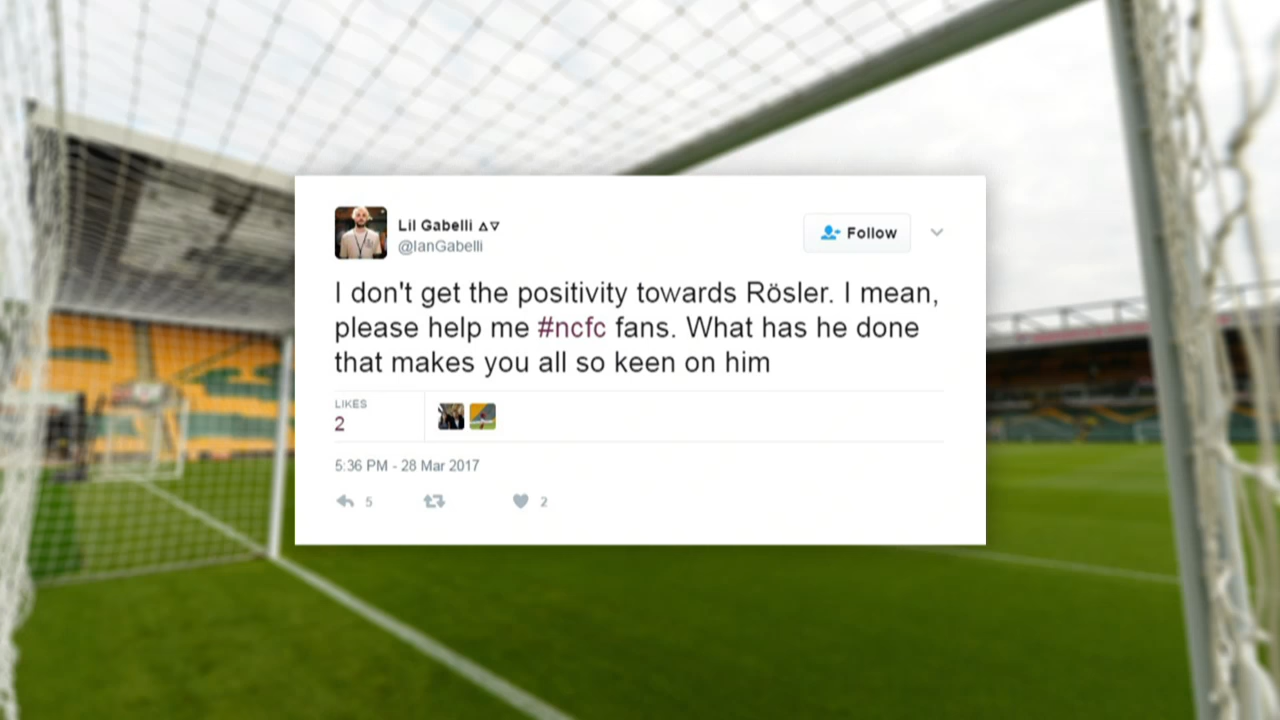 Lil Gabelli ▵▿
@IanGabelli
Follow
I don't get the positivity towards Rösler. I mean,
please help me #ncfc fans. What has he done
that makes you all so keen on him
LIKES
2
5:36 PM - 28 Mar 2017
5
2